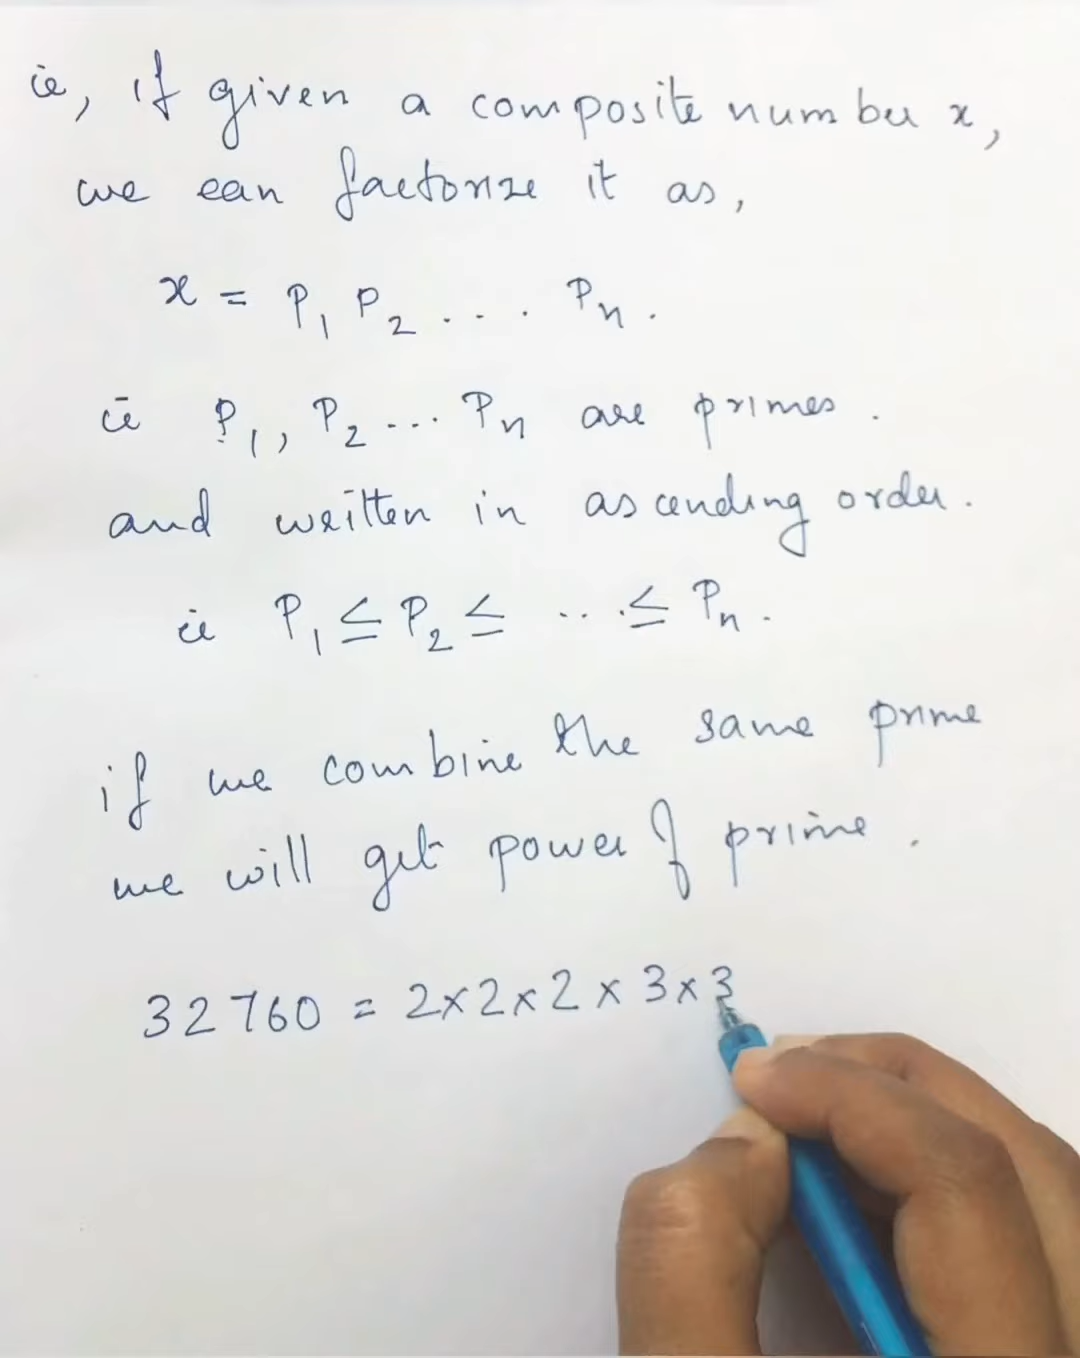 ie, if given a composite number x,
we can factorize it as,
x = P₁ P₂ . . . . Pₙ .
ie P₁, P₂ ... Pₙ are primes .
and written in ascending order .
ie P₁ ≤ P₂ ≤ ... ≤ Pₙ .
if we combine the same prime
we will get power of prime .
32760 = 2×2×2×3×3